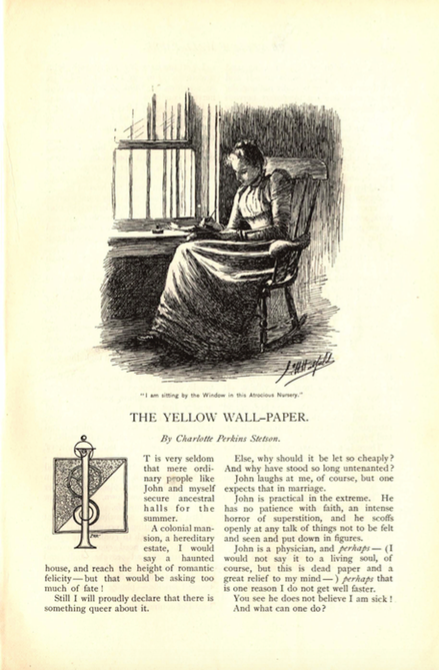 "I am sitting by the Window in this Atrocious Nursery."
THE YELLOW WALL-PAPER.
By Charlotte Perkins Stetson.
IT is very seldom
that mere ordi-
nary people like
John and myself
secure ancestral
halls for the
summer.
A colonial man-
sion, a hereditary
estate, I would
say a haunted
house, and reach the height of romantic
felicity—but that would be asking too
much of fate!
Still I will proudly declare that there is
something queer about it.
Else, why should it be let so cheaply?
And why have stood so long untenanted?
John laughs at me, of course, but one
expects that in marriage.
John is practical in the extreme. He
has no patience with faith, an intense
horror of superstition, and he scoffs
openly at any talk of things not to be felt
and seen and put down in figures.
John is a physician, and perhaps—(I
would not say it to a living soul, of
course, but this is dead paper and a
great relief to my mind—) perhaps that
is one reason I do not get well faster.
You see he does not believe I am sick!
And what can one do?